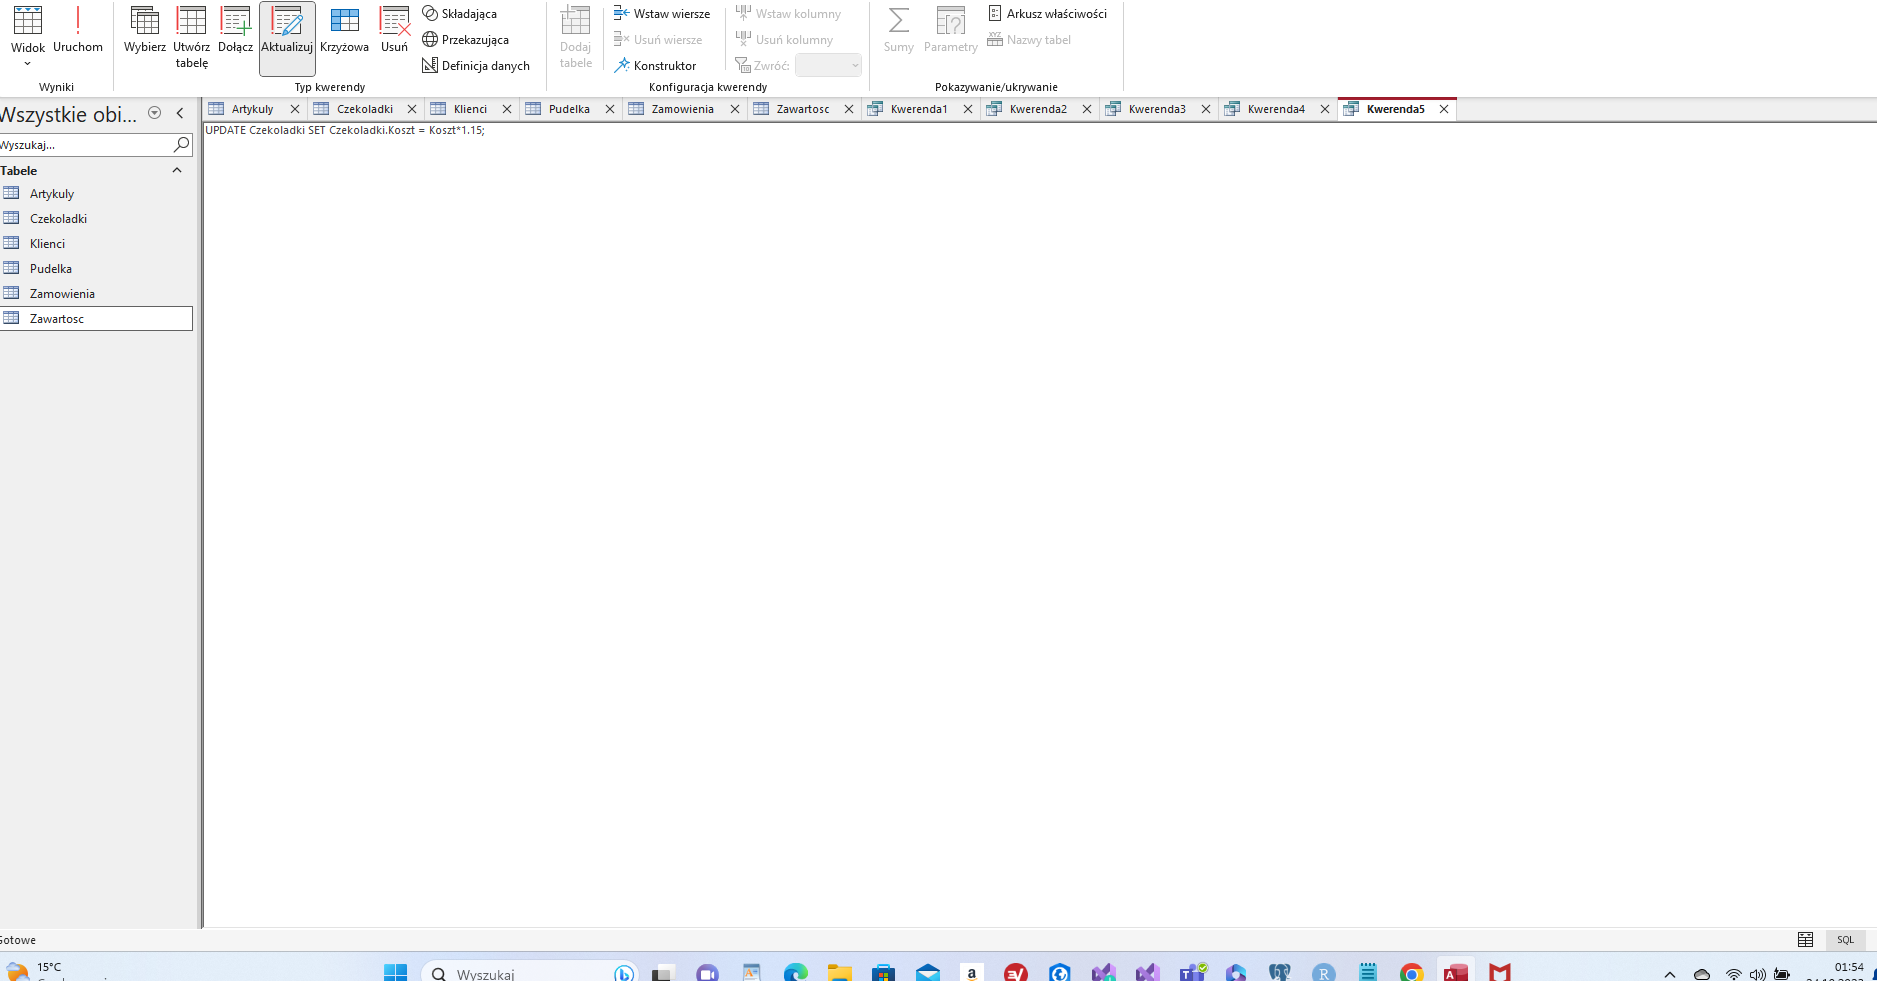 Widok
Uruchom
Wyniki
Wybierz
Utwórz
tabelę
Dołącz
Aktualizuj
Krzyżowa
Usuń
Składająca
Przekazująca
Definicja danych
Typ kwerendy
Dodaj
tabele
Wstaw wiersze
Usuń wiersze
Konstruktor
Wstaw kolumny
Usuń kolumny
Zwróć:
Konfiguracja kwerendy
Sumy
Parametry
Arkusz właściwości
Nazwy tabel
Pokazywanie/ukrywanie
Wszystkie obi...
Wyszukaj...
Tabele
Artykuly
Czekoladki
Klienci
Pudelka
Zamowienia
Zawartosc
Artykuly
Czekoladki
Klienci
Pudelka
Zamowienia
Zawartosc
Kwerenda1
Kwerenda2
Kwerenda3
Kwerenda4
Kwerenda5
UPDATE Czekoladki SET Czekoladki.Koszt = Koszt*1.15;
Gotowe
SQL
15°C
Wyszukaj
01:54